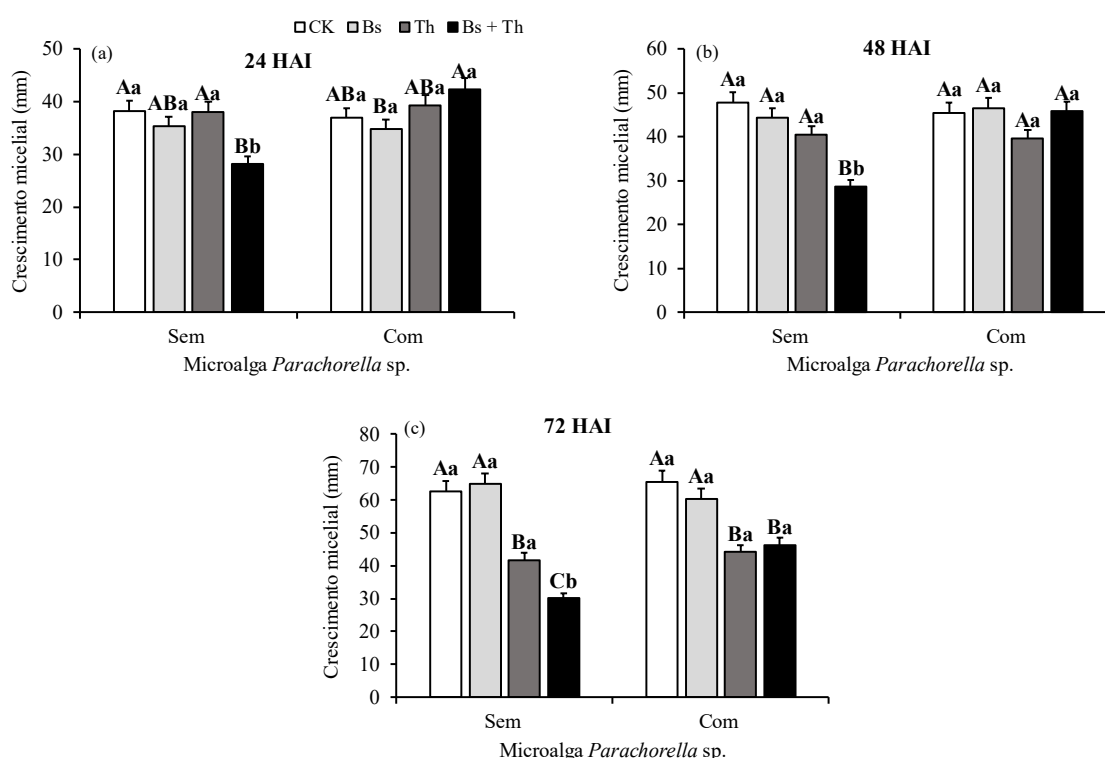 CK Bs Th Bs + Th
(a) 24 HAI
Crescimento micelial (mm)
50
40
30
20
10
0
Aa ABa Aa Bb ABa Ba ABa Aa
Sem Com
Microalga Parachorella sp.
(b) 48 HAI
Crescimento micelial (mm)
60
50
40
30
20
10
0
Aa Aa Aa Bb Aa Aa Aa Aa
Sem Com
Microalga Parachorella sp.
(c) 72 HAI
Crescimento micelial (mm)
80
70
60
50
40
30
20
10
0
Aa Aa Ba Cb Aa Aa Ba Ba
Sem Com
Microalga Parachorella sp.